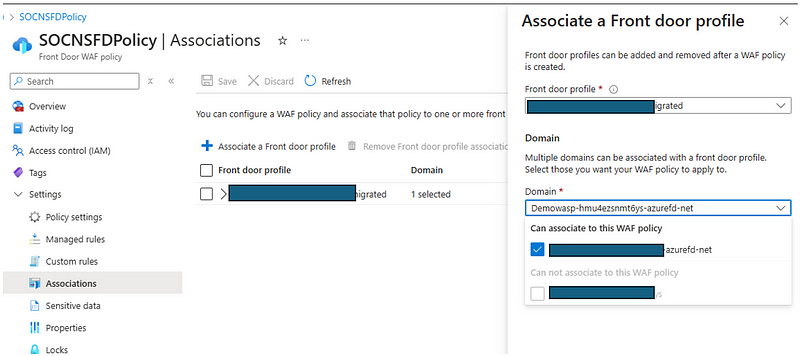 > SOCNSFDPolicy
SOCNSFDPolicy | Associations
Front Door WAF policy
Search
Overview
Activity log
Access control (IAM)
Tags
Settings
Policy settings
Managed rules
Custom rules
Associations
Sensitive data
Properties
Locks
Save
Discard
Refresh
You can configure a WAF policy and associate that policy to one or more front
Associate a Front door profile
Remove Front door profile association
Front door profile
Domain
igrated
1 selected
Associate a Front door profile
Front door profiles can be added and removed after a WAF policy
is created.
Front door profile *
igrated
Domain
Multiple domains can be associated with a front door profile.
Select those you want your WAF policy to apply to.
Domain *
Demowasp-hmu4ezsnmt6ys-azurefd-net
Can associate to this WAF policy
azurefd-net
Can not associate to this WAF policy
ys